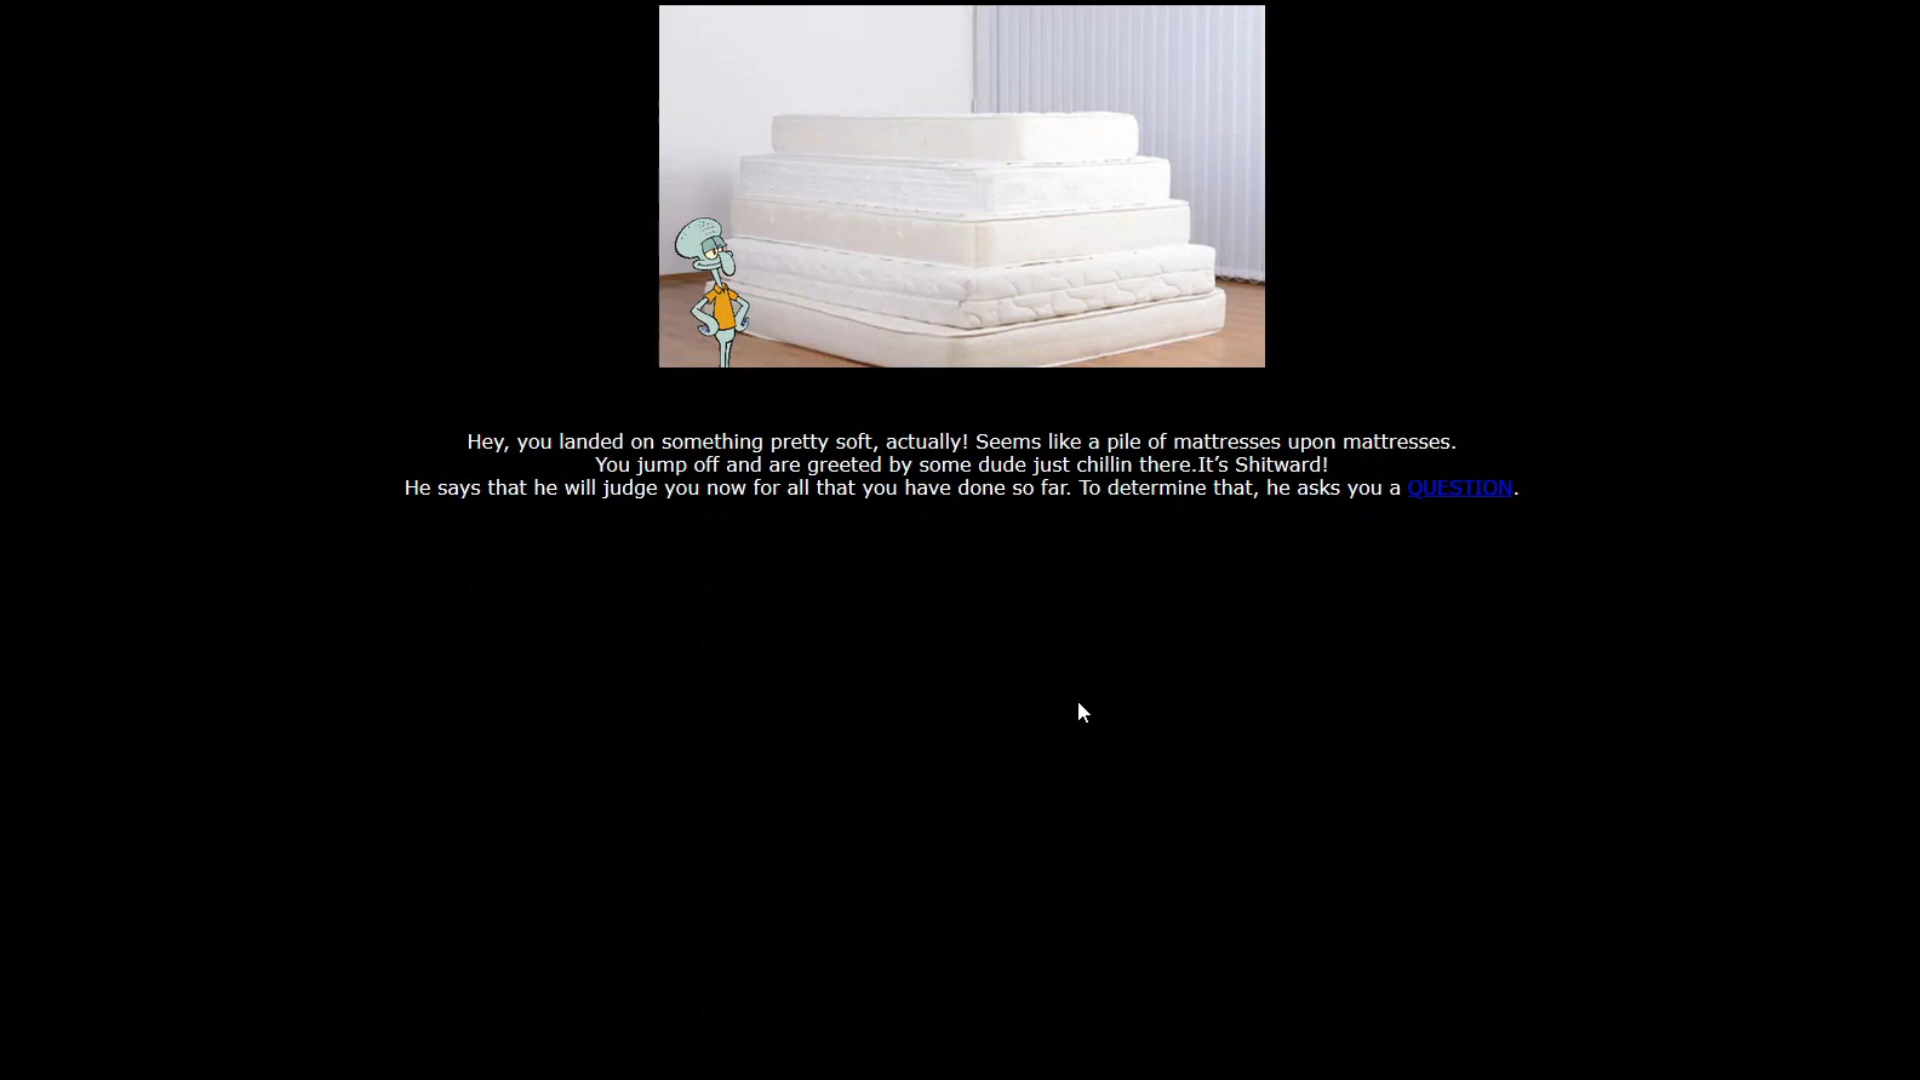 Hey, you landed on something pretty soft, actually! Seems like a pile of mattresses upon mattresses.
You jump off and are greeted by some dude just chillin there.It’s Shitward!
He says that he will judge you now for all that you have done so far. To determine that, he asks you a QUESTION.